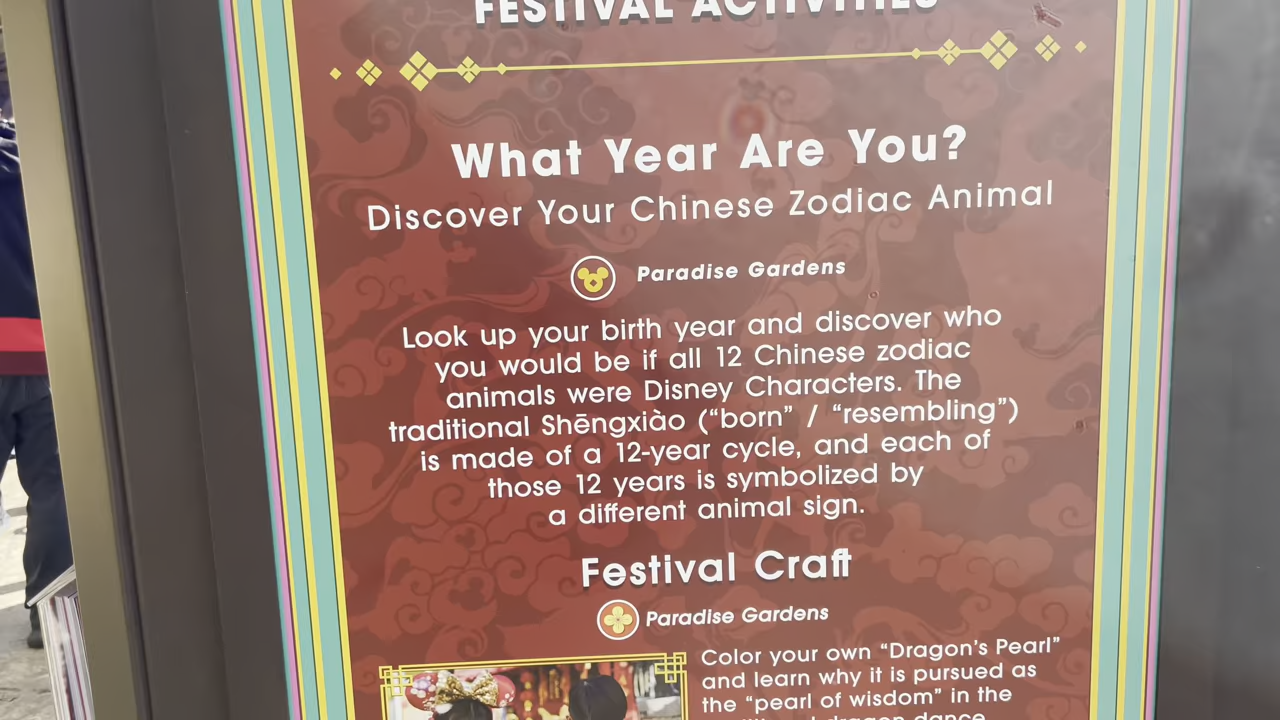 FESTIVAL ACTIVITIES
What Year Are You?
Discover Your Chinese Zodiac Animal
Paradise Gardens
Look up your birth year and discover who
you would be if all 12 Chinese zodiac
animals were Disney Characters. The
traditional Shēngxiào (“born” / “resembling”)
is made of a 12-year cycle, and each of
those 12 years is symbolized by
a different animal sign.
Festival Craft
Paradise Gardens
Color your own “Dragon’s Pearl”
and learn why it is pursued as
the “pearl of wisdom” in the
dragon dance